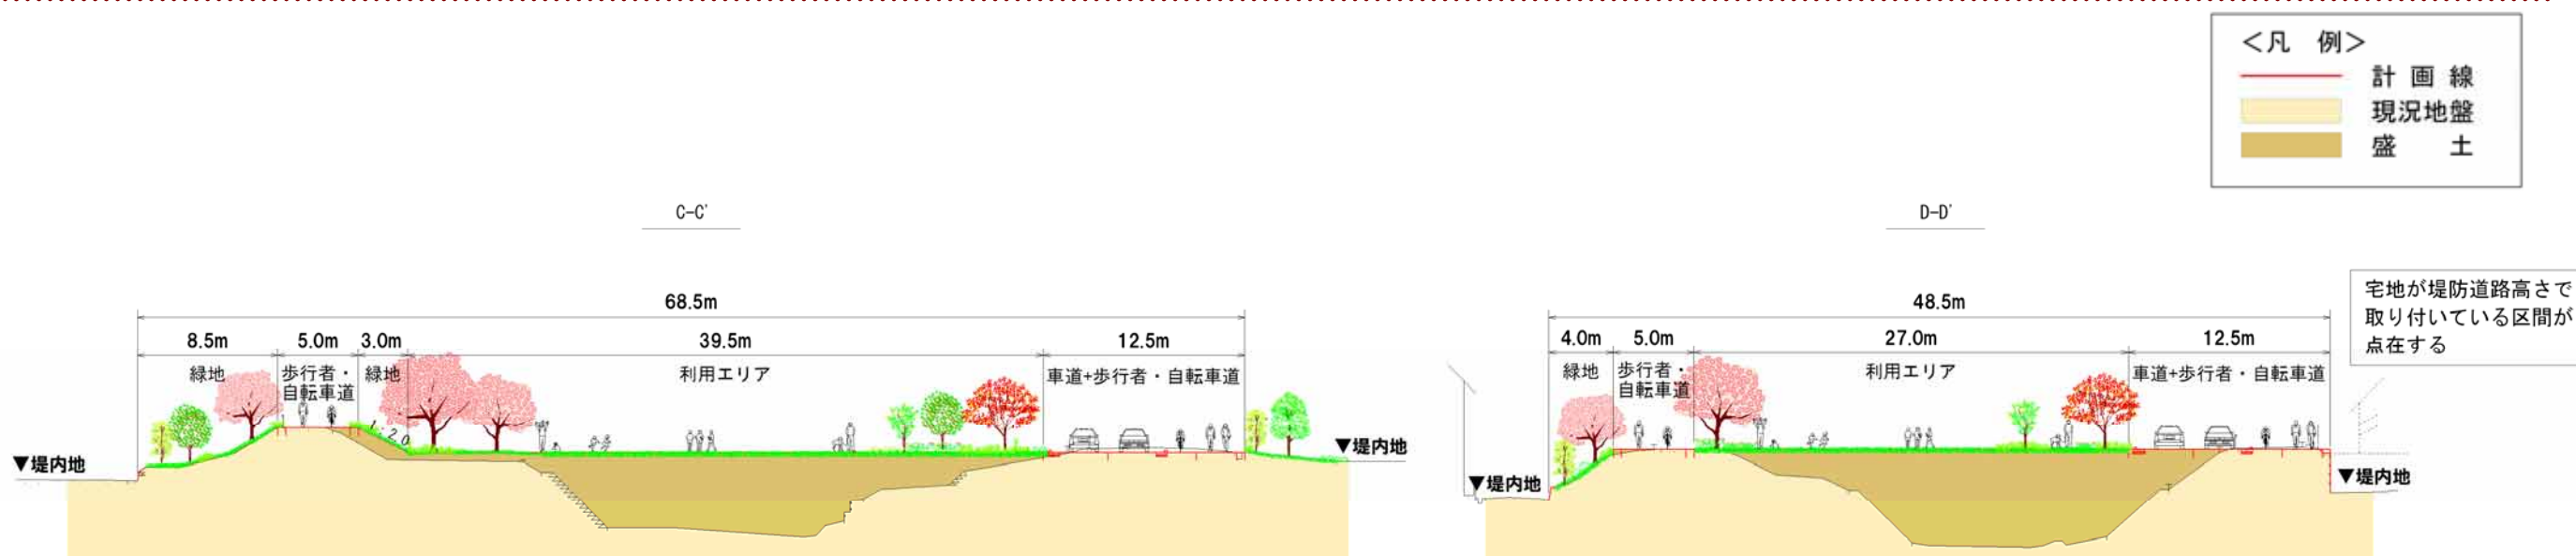 ＜凡　例＞
計 画 線
現況地盤
盛　　土
C-C'
68.5m
8.5m 5.0m 3.0m 39.5m 12.5m
緑地
歩行者・
自転車道
緑地
利用エリア
車道+歩行者・自転車道
1:2.0
▼堤内地
▼堤内地
D-D'
48.5m
4.0m 5.0m 27.0m 12.5m
緑地
歩行者・
自転車道
利用エリア
車道+歩行者・自転車道
▼堤内地
▼堤内地
宅地が堤防道路高さで
取り付いている区間が
点在する